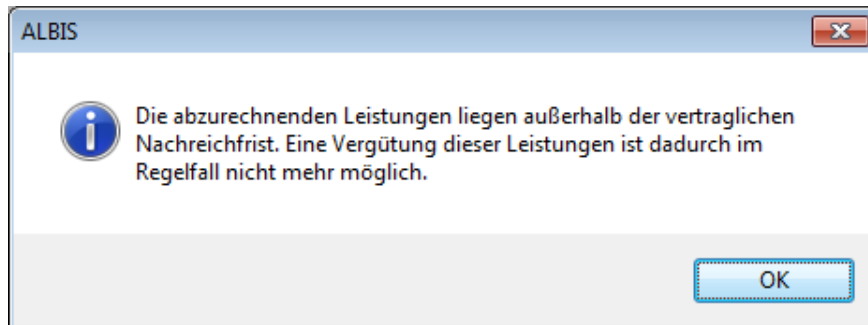 ALBIS
Die abzurechnenden Leistungen liegen außerhalb der vertraglichen
Nachreichfrist. Eine Vergütung dieser Leistungen ist dadurch im
Regelfall nicht mehr möglich.
OK